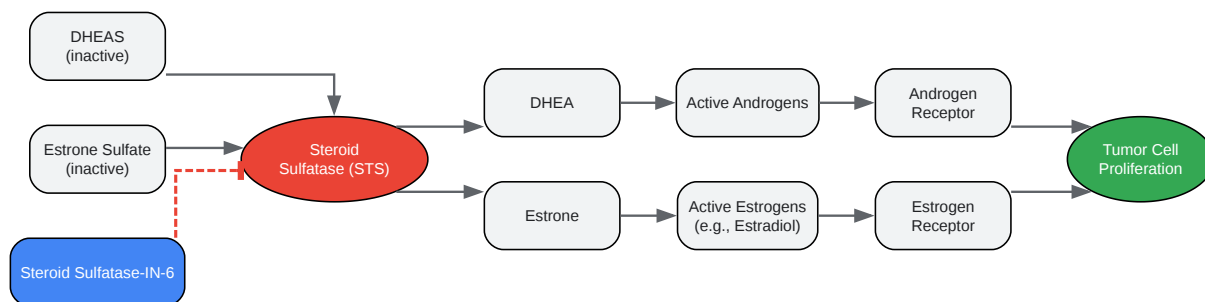 DHEAS
(inactive)
Estrone Sulfate
(inactive)
Steroid Sulfatase-IN-6
Steroid
Sulfatase (STS)
DHEA
Estrone
Active Androgens
Active Estrogens
(e.g., Estradiol)
Androgen
Receptor
Estrogen
Receptor
Tumor Cell
Proliferation